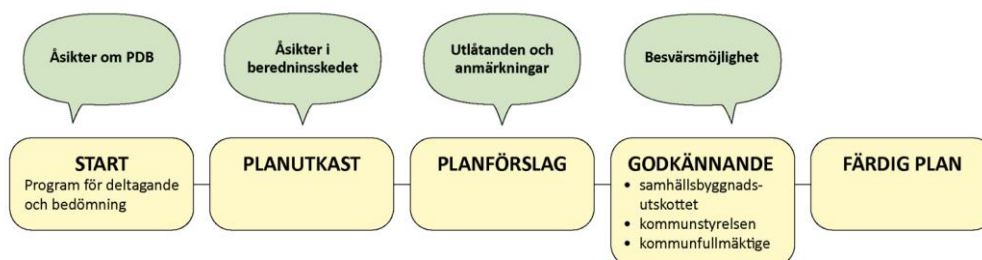 Åsikter om PDB
Åsikter i
beredninsskedet
Utlåtanden och
anmärkningar
Besvärsmöjlighet
START
Program för deltagande
och bedömning
PLANUTKAST
PLANFÖRSLAG
GODKÄNNANDE
• samhällsbyggnads-
utskottet
• kommunstyrelsen
• kommunfullmäktige
FÄRDIG PLAN